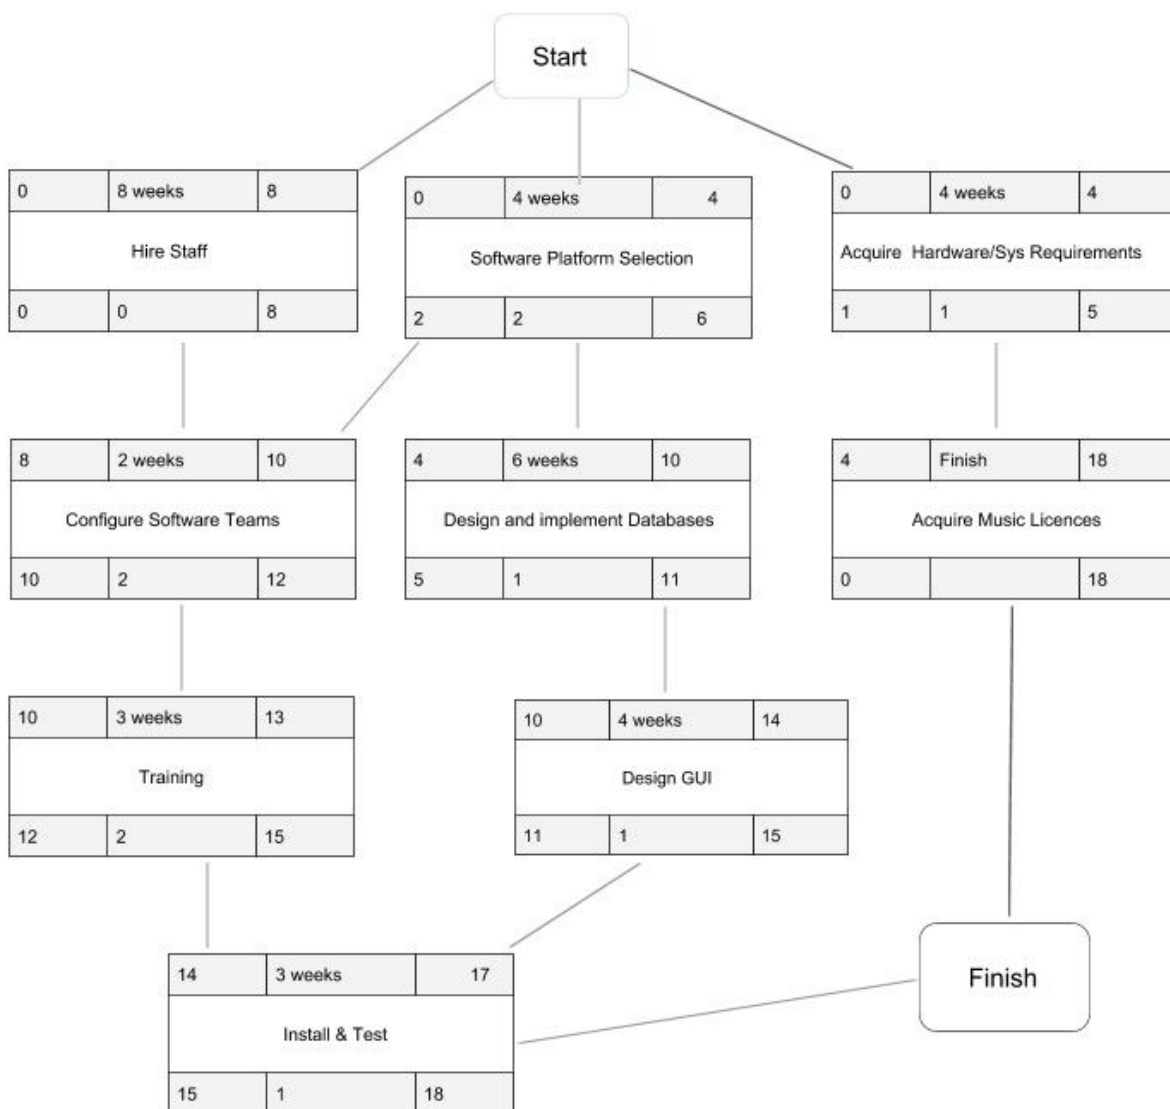 Start
0 8 weeks 8
Hire Staff
0 0 8
0 4 weeks 4
Software Platform Selection
2 2 6
0 4 weeks 4
Acquire Hardware/Sys Requirements
1 1 5
8 2 weeks 10
Configure Software Teams
10 2 12
4 6 weeks 10
Design and implement Databases
5 1 11
4 Finish 18
Acquire Music Licences
0 18
10 3 weeks 13
Training
12 2 15
10 4 weeks 14
Design GUI
11 1 15
14 3 weeks 17
Install & Test
15 1 18
Finish